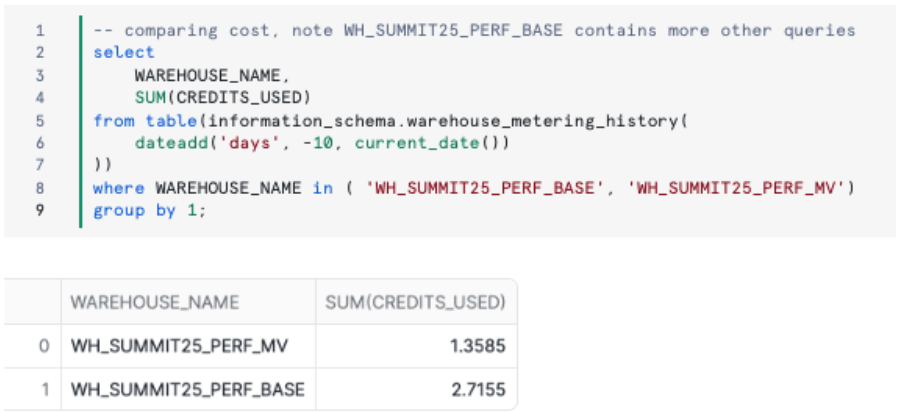 1 -- comparing cost, note WH_SUMMIT25_PERF_BASE contains more other queries
2 select
3 WAREHOUSE_NAME,
4 SUM(CREDITS_USED)
5 from table(information_schema.warehouse_metering_history(
6 dateadd('days', -10, current_date())
7 ))
8 where WAREHOUSE_NAME in ( 'WH_SUMMIT25_PERF_BASE', 'WH_SUMMIT25_PERF_MV')
9 group by 1;
WAREHOUSE_NAME SUM(CREDITS_USED)
0 WH_SUMMIT25_PERF_MV 1.3585
1 WH_SUMMIT25_PERF_BASE 2.7155